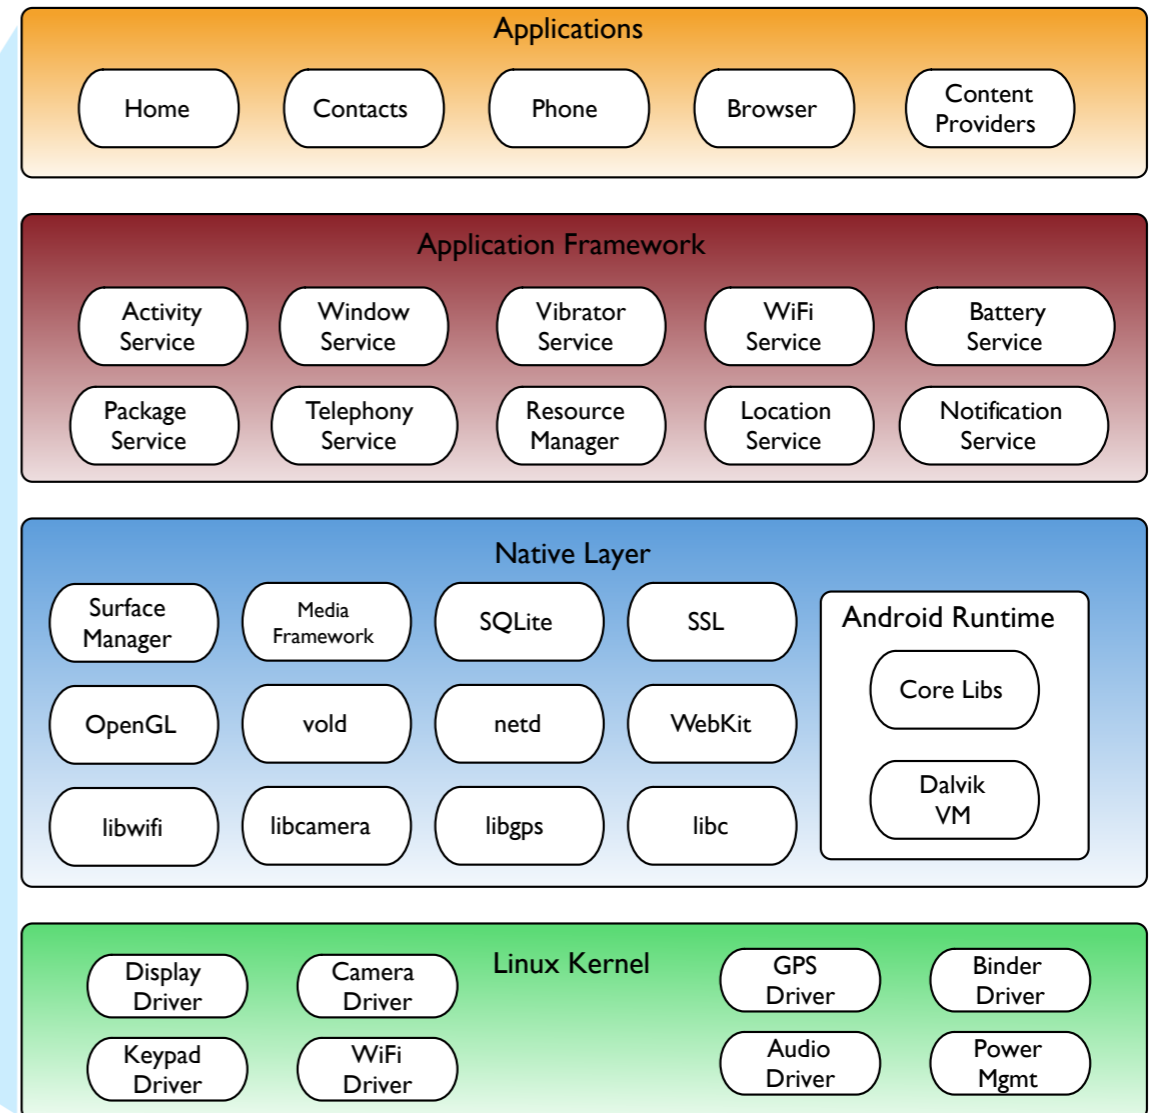 Applications
Home
Contacts
Phone
Browser
Content
Providers
Application Framework
Activity
Service
Window
Service
Vibrator
Service
WiFi
Service
Battery
Service
Package
Service
Telephony
Service
Resource
Manager
Location
Service
Notification
Service
Native Layer
Surface
Manager
Media
Framework
SQLite
SSL
OpenGL
vold
netd
WebKit
libwifi
libcamera
libgps
libc
Android Runtime
Core Libs
Dalvik
VM
Linux Kernel
Display
Driver
Camera
Driver
GPS
Driver
Binder
Driver
Keypad
Driver
WiFi
Driver
Audio
Driver
Power
Mgmt